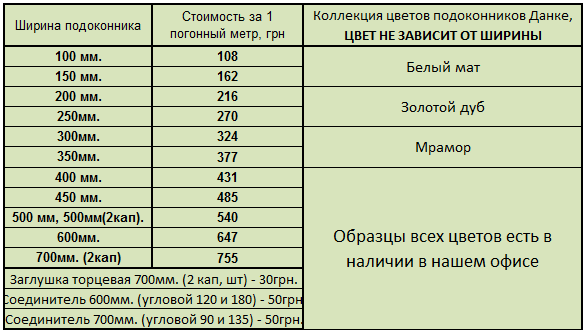 Ширина подоконника
Стоимость за 1
погонный метр, грн
Коллекция цветов подоконников Данке,
ЦВЕТ НЕ ЗАВИСИТ ОТ ШИРИНЫ
100 мм.
108
150 мм.
162
Белый мат
200 мм.
216
250мм.
270
Золотой дуб
300мм.
324
350мм.
377
Мрамор
400 мм.
431
450 мм.
485
500 мм, 500мм(2кап).
540
600мм.
647
700мм. (2кап)
755
Образцы всех цветов есть в
наличии в нашем офисе
Заглушка торцевая 700мм. (2 кап, шт) - 30грн.
Соединитель 600мм. (угловой 120 и 180) - 50грн
Соединитель 700мм. (угловой 90 и 135) - 50грн.